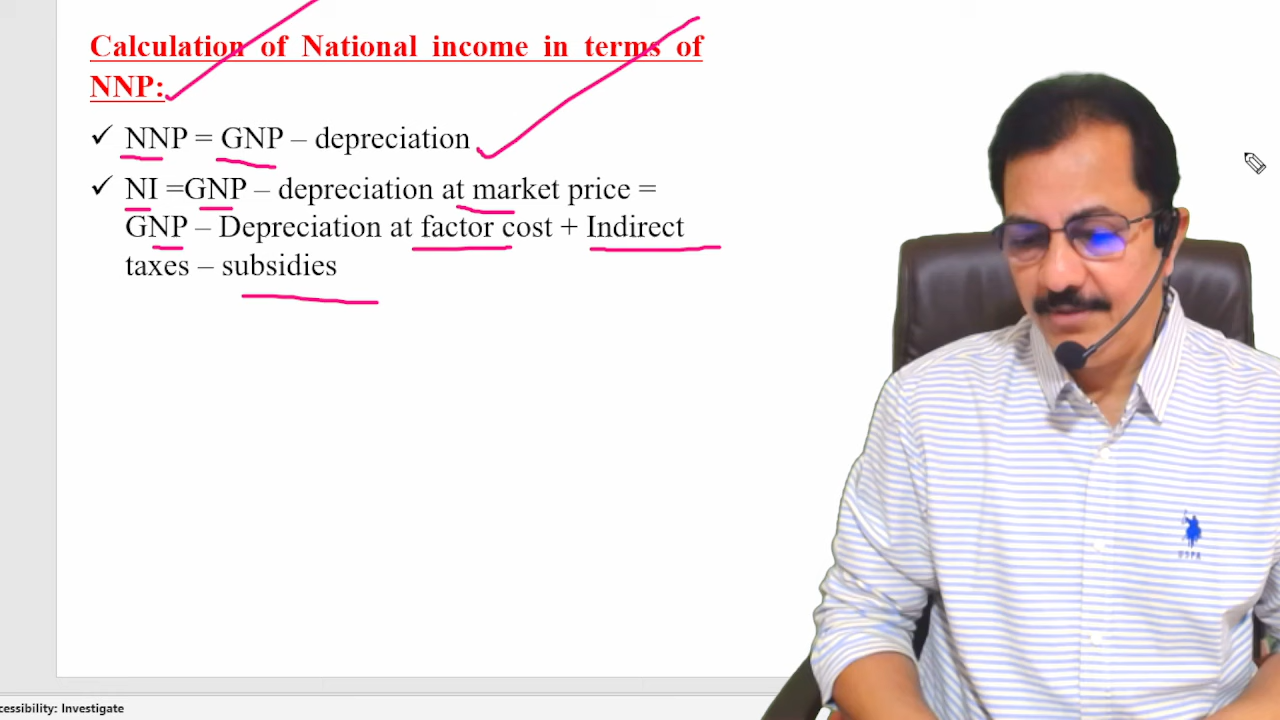 Calculation of National income in terms of
NNP:
✓ NNP = GNP – depreciation
✓ NI =GNP – depreciation at market price =
GNP – Depreciation at factor cost + Indirect
taxes – subsidies
USPA
cessibility: Investigate